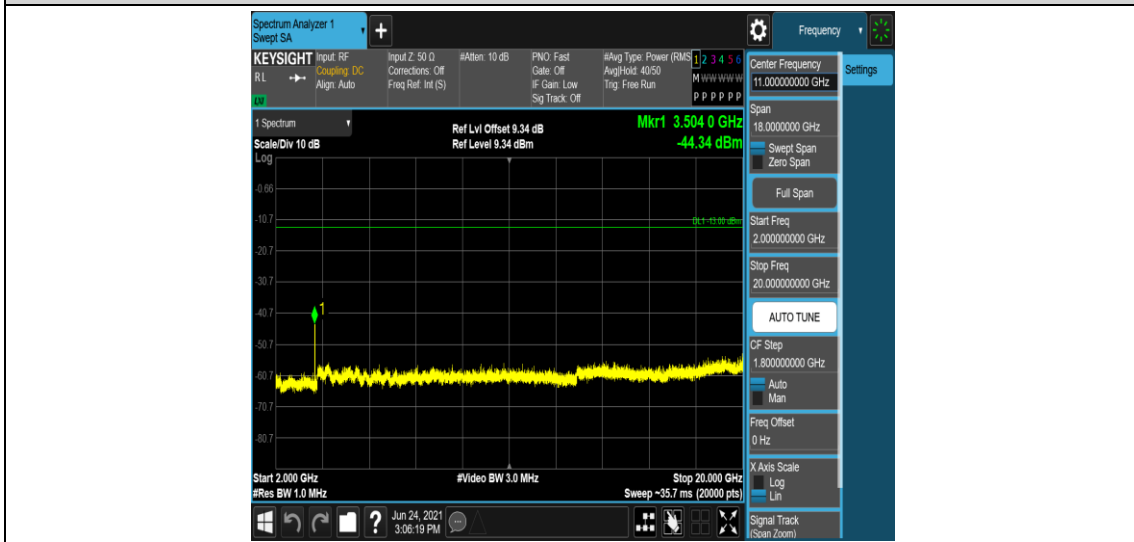 Spectrum Analyzer 1
Swept SA
+
Frequency
KEYSIGHT
RL
LXI
Input: RF
Coupling: DC
Align: Auto
Input Z: 50 Ω
Corrections: Off
Freq Ref: Int (S)
#Atten: 10 dB
PNO: Fast
Gate: Off
IF Gain: Low
Sig Track: Off
#Avg Type: Power (RMS
Avg|Hold: 40/50
Trig: Free Run
1 2 3 4 5 6
M W W W W W
P P P P P P
1 Spectrum
Scale/Div 10 dB
Log
Ref Lvl Offset 9.34 dB
Ref Level 9.34 dBm
Mkr1 3.504 0 GHz
-44.34 dBm
-0.66
-10.7
DL1 -13.00 dBm
-20.7
-30.7
-40.7
1
-50.7
-60.7
-70.7
-80.7
Start 2.000 GHz
#Res BW 1.0 MHz
#Video BW 3.0 MHz
Stop 20.000 GHz
Sweep ~35.7 ms (20000 pts)
Center Frequency
11.000000000 GHz
Settings
Span
18.0000000 GHz
Swept Span
Zero Span
Full Span
Start Freq
2.000000000 GHz
Stop Freq
20.000000000 GHz
AUTO TUNE
CF Step
1.800000000 GHz
Auto
Man
Freq Offset
0 Hz
X Axis Scale
Log
Lin
Signal Track
(Span Zoom)
?
Jun 24, 2021
3:06:19 PM